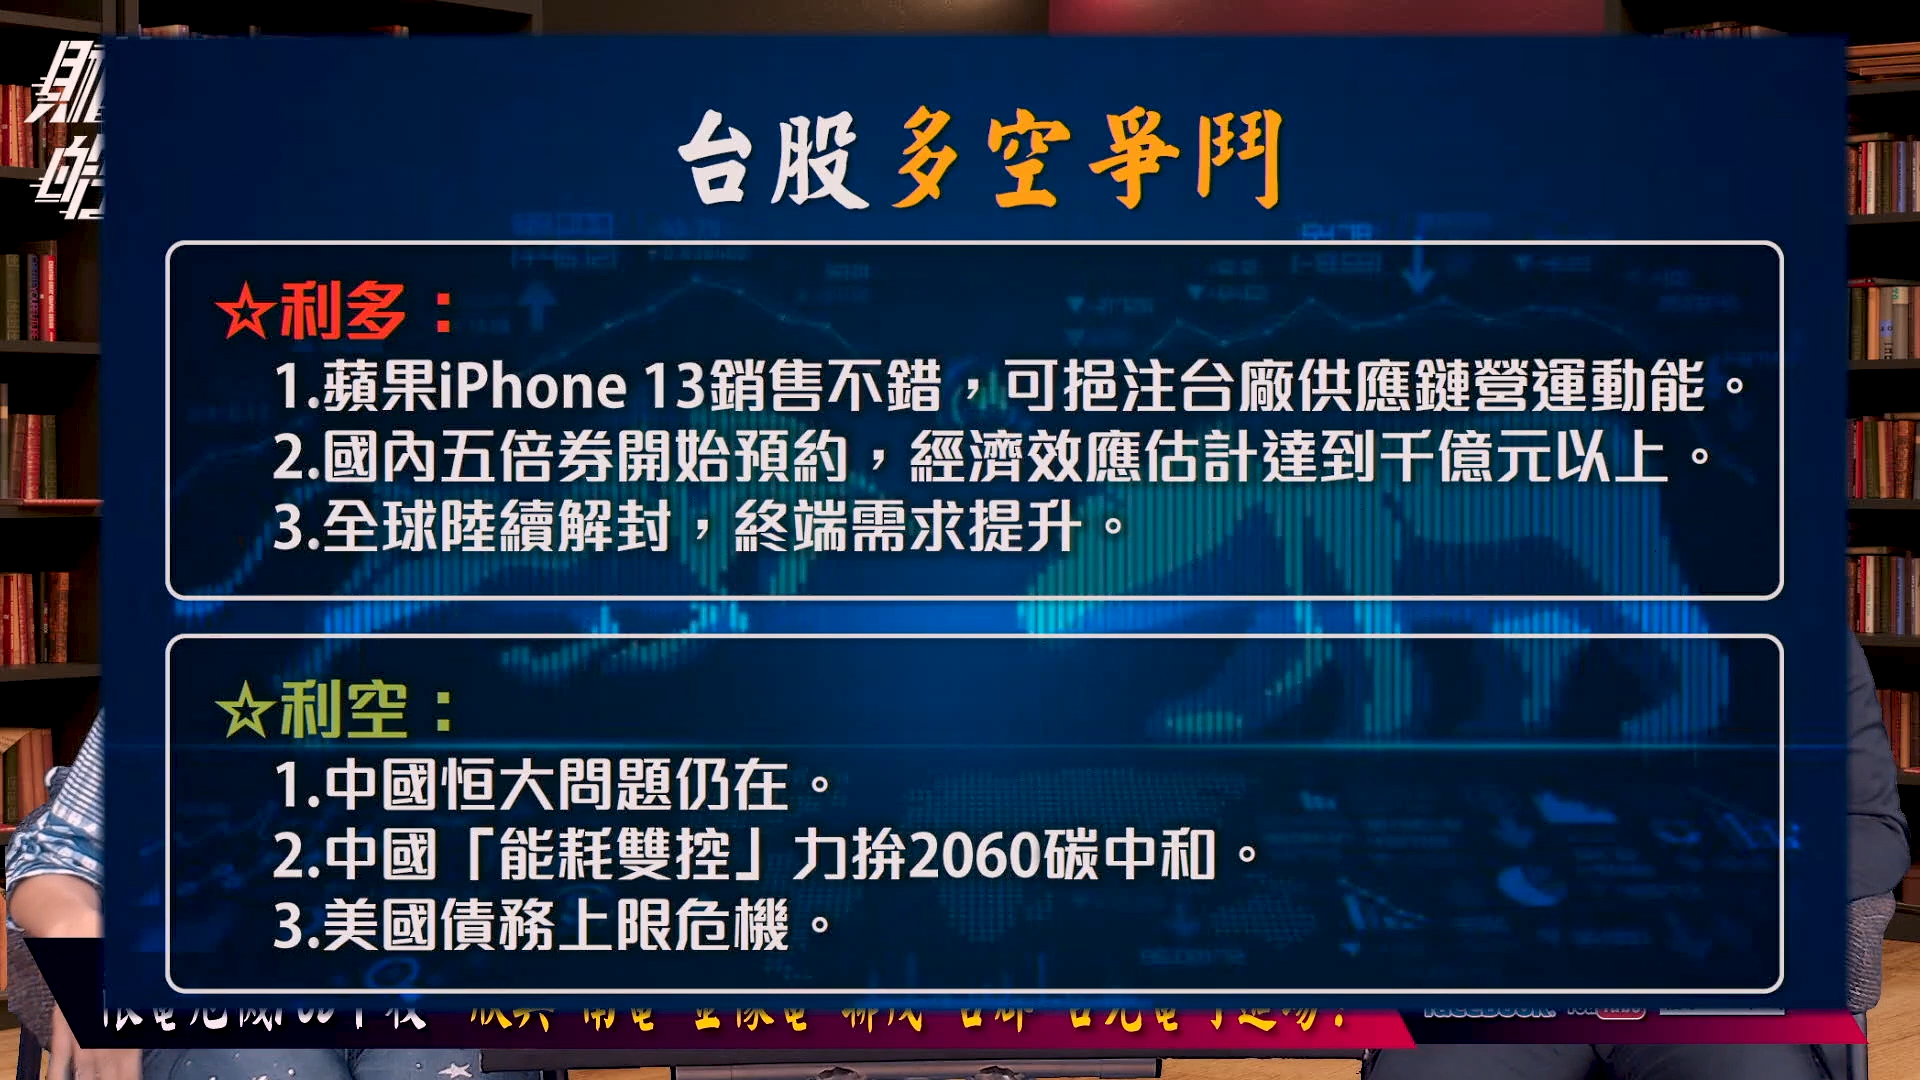 台股多空爭鬥
☆利多：
1.蘋果iPhone 13銷售不錯，可挹注台廠供應鏈營運動能。
2.國內五倍券開始預約，經濟效應估計達到千億元以上。
3.全球陸續解封，終端需求提升。
☆利空：
1.中國恒大問題仍在。
2.中國「能耗雙控」力拚2060碳中和。
3.美國債務上限危機。